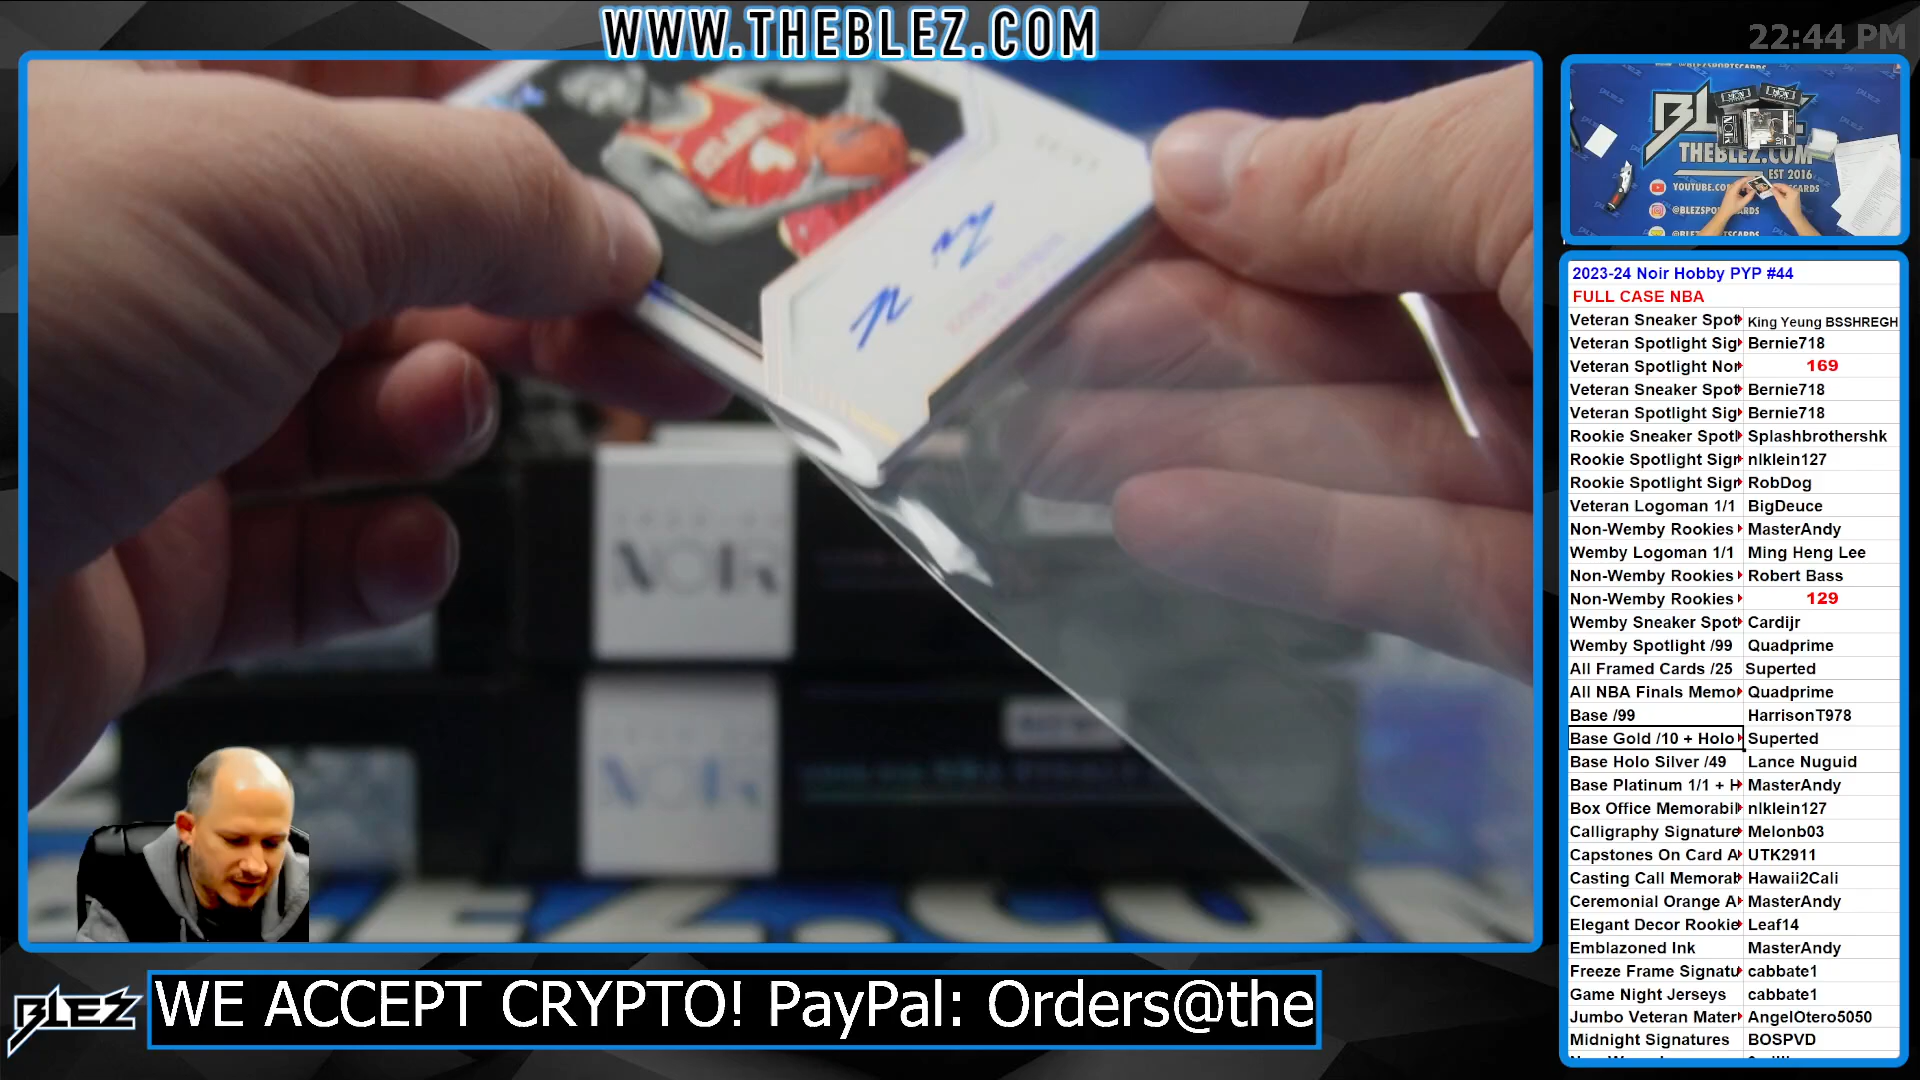 WWW.THEBLEZ.COM
22:44 PM
BLEZ
THEBLEZ.COM
EST 2016
2023-24 Noir Hobby PYP #44
FULL CASE NBA
Veteran Sneaker Spot King Yeung BSSHREGH
Veteran Spotlight Sig Bernie718
Veteran Spotlight Nor 169
Veteran Sneaker Spot Bernie718
Veteran Spotlight Sig Bernie718
Rookie Sneaker Spotl Splashbrothershk
Rookie Spotlight Sigr nlklein127
Rookie Spotlight Sigr RobDog
Veteran Logoman 1/1 BigDeuce
Non-Wemby Rookies MasterAndy
Wemby Logoman 1/1 Ming Heng Lee
Non-Wemby Rookies Robert Bass
Non-Wemby Rookies 129
Wemby Sneaker Spot Cardijr
Wemby Spotlight /99 Quadprime
All Framed Cards /25 Superted
All NBA Finals Memo Quadprime
Base /99 HarrisonT978
Base Gold /10 + Holo Superted
Base Holo Silver /49 Lance Nuguid
Base Platinum 1/1 + H MasterAndy
Box Office Memorabil nlklein127
Calligraphy Signature Melonb03
Capstones On Card A UTK2911
Casting Call Memorab Hawaii2Cali
Ceremonial Orange A MasterAndy
Elegant Decor Rookie Leaf14
Emblazoned Ink MasterAndy
Freeze Frame Signatu cabbate1
Game Night Jerseys cabbate1
Jumbo Veteran Mater AngelOtero5050
Midnight Signatures BOSPVD
NOIR
NOIR
BLEZ
WE ACCEPT CRYPTO! PayPal: Orders@the